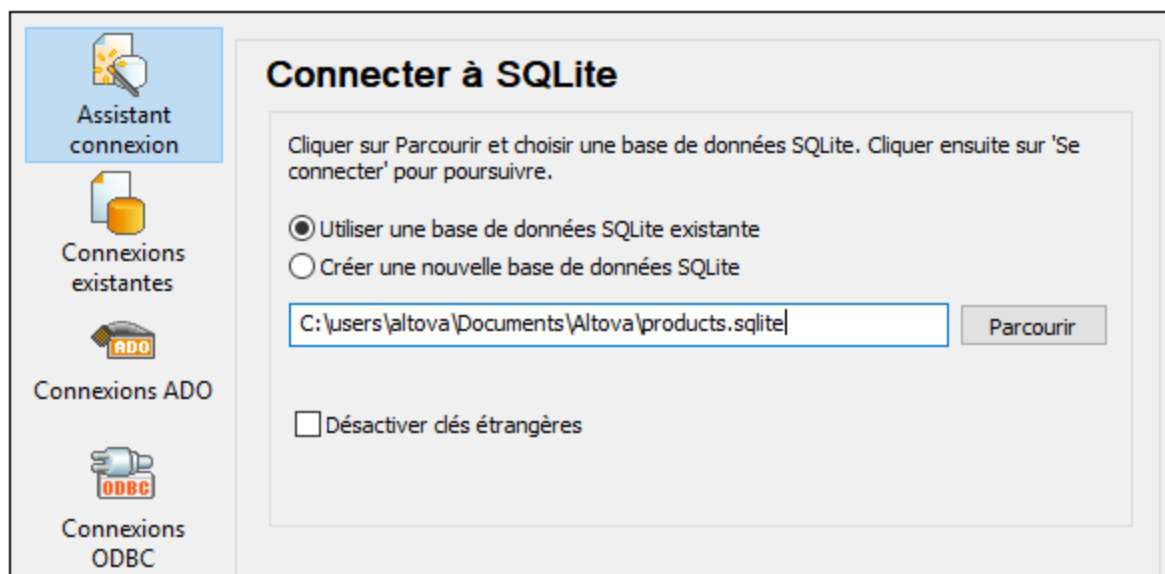 Assistant
connexion
Connexions
existantes
ADO
Connexions ADO
ODBC
Connexions
ODBC
Connecter à SQLite
Cliquer sur Parcourir et choisir une base de données SQLite. Cliquer ensuite sur 'Se
connecter' pour poursuivre.
Utiliser une base de données SQLite existante
Créer une nouvelle base de données SQLite
C:\users\altova\Documents\Altova\products.sqlite
Parcourir
Désactiver clés étrangères